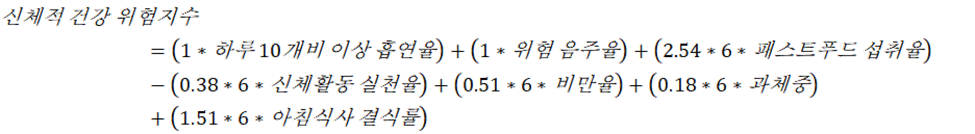 신체적 건강 위험지수
= (1 * 하루 10개비 이상 흡연율) + (1 * 위험 음주율) + (2.54 * 6 * 패스트푸드 섭취율)
− (0.38 * 6 * 신체활동 실천율) + (0.51 * 6 * 비만율) + (0.18 * 6 * 과체중)
+ (1.51 * 6 * 아침식사 결식률)